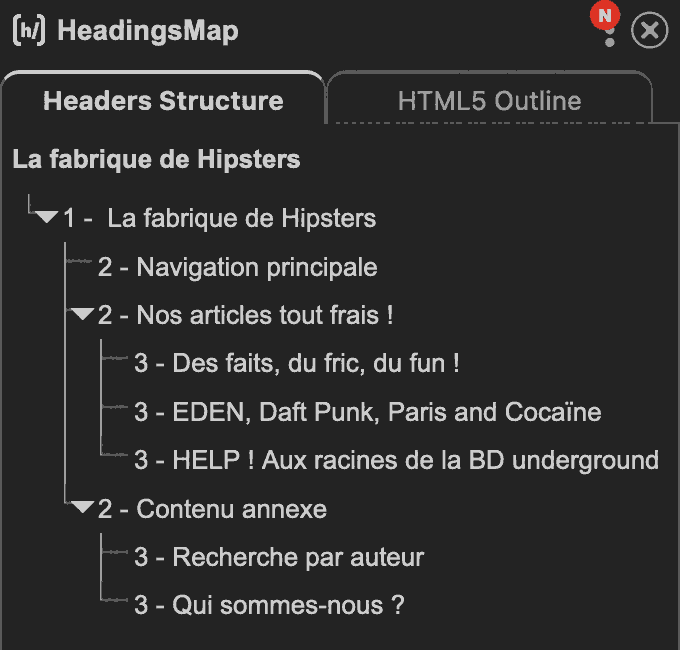 [h/] HeadingsMap
N
Headers Structure
HTML5 Outline
La fabrique de Hipsters
1 - La fabrique de Hipsters
2 - Navigation principale
2 - Nos articles tout frais !
3 - Des faits, du fric, du fun !
3 - EDEN, Daft Punk, Paris and Cocaïne
3 - HELP ! Aux racines de la BD underground
2 - Contenu annexe
3 - Recherche par auteur
3 - Qui sommes-nous ?